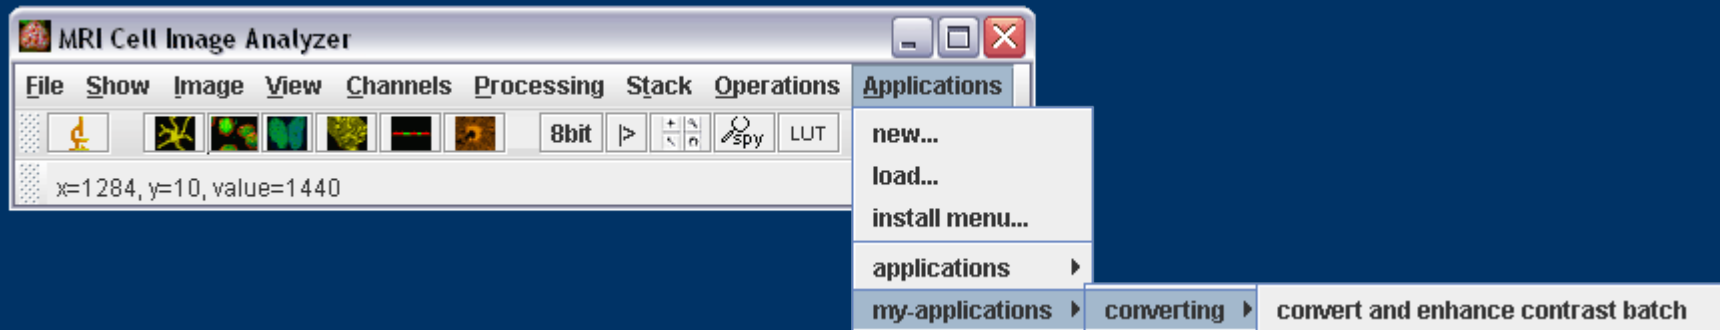 MRI Cell Image Analyzer
File Show Image View Channels Processing Stack Operations Applications
8bit |> spy LUT
x=1284, y=10, value=1440
new...
load...
install menu...
applications
my-applications converting convert and enhance contrast batch